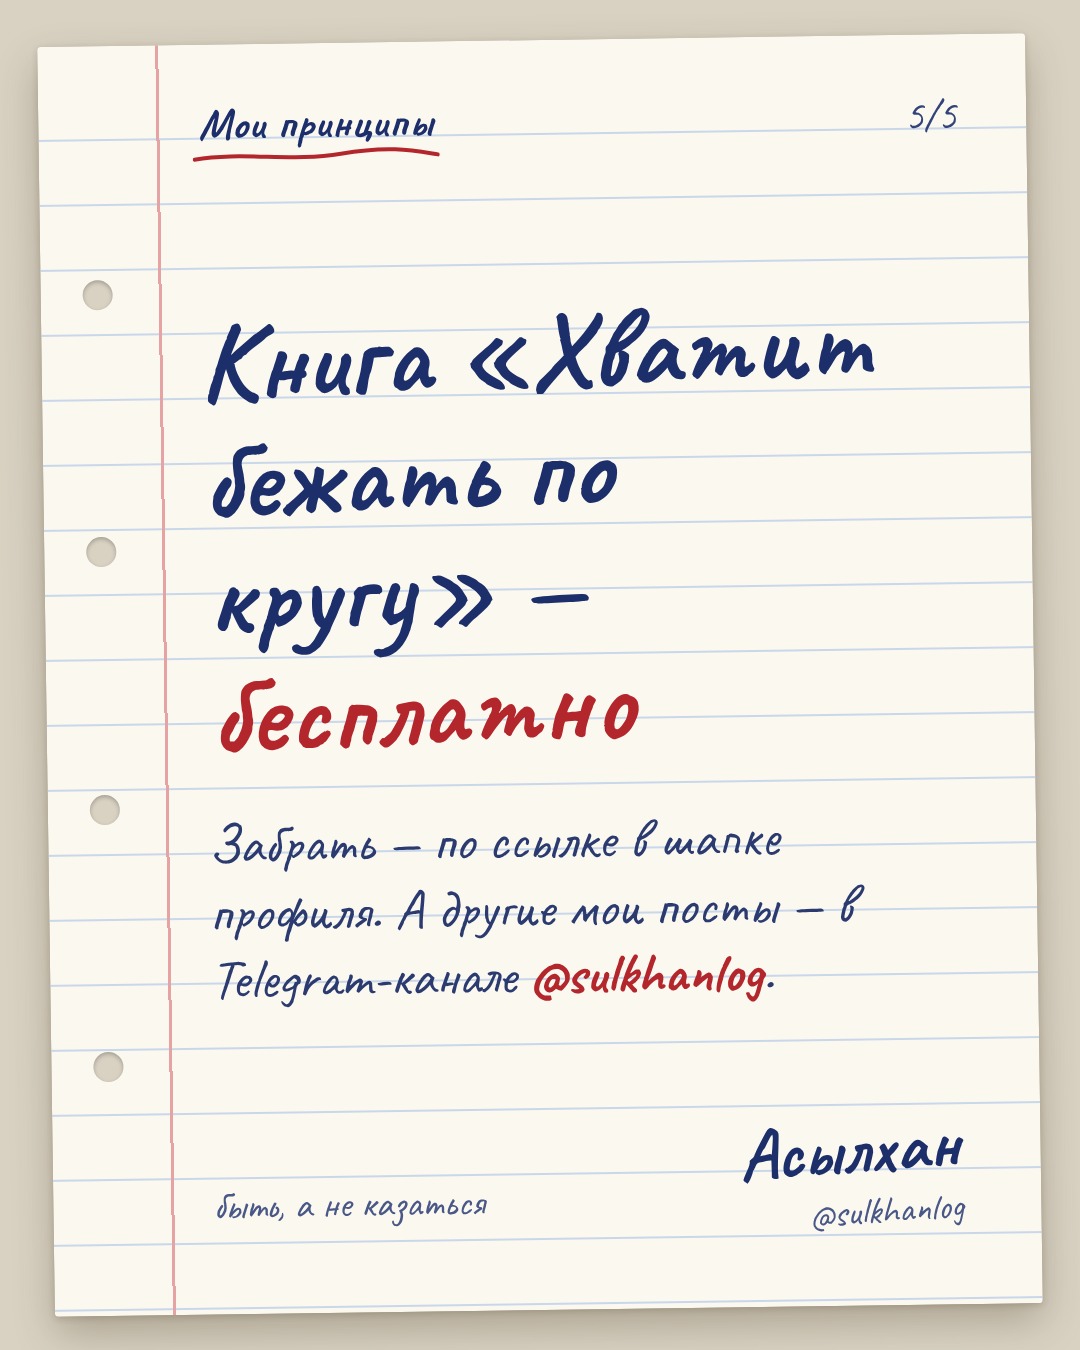 Мои принципы
5/5
Книга «Хватит
бежать по
кругу» —
бесплатно
Забрать — по ссылке в шапке
профиля. А другие мои посты — в
Telegram-канале @sulkhanlog.
Асылхан
быть, а не казаться
@sulkhanlog